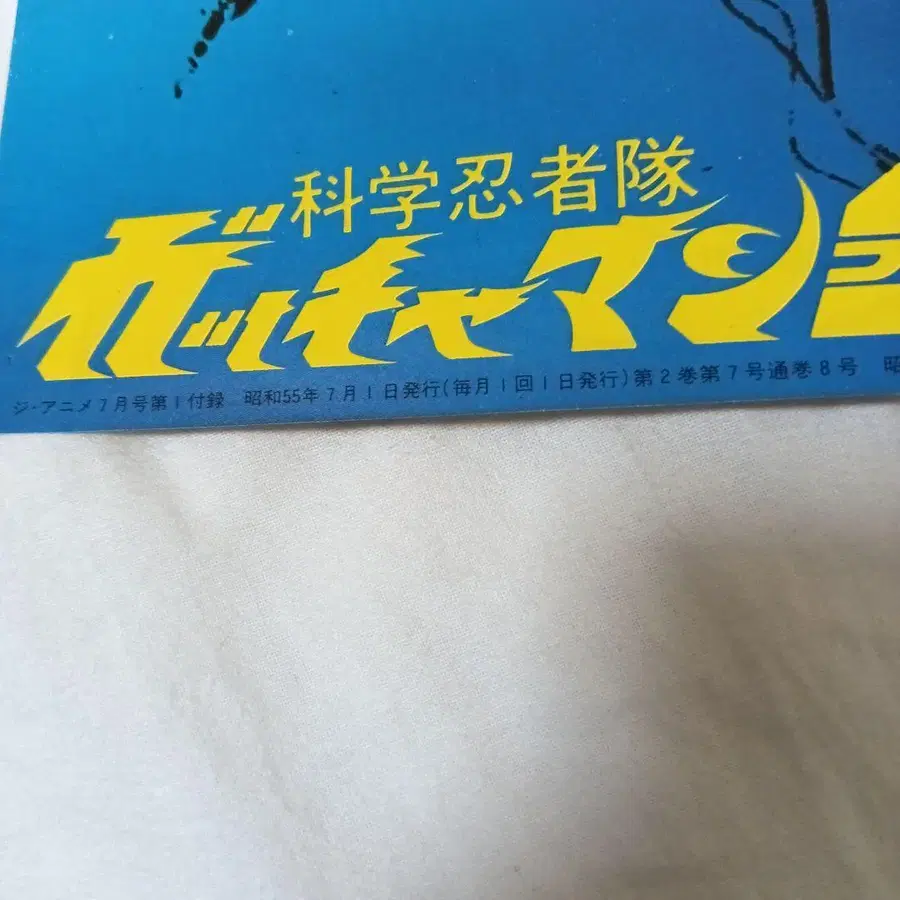 科学忍者隊
ガッチャマン
ジ・アニメ7月号第1付録 昭和55年7月1日発行(毎月1回1日発行)第2巻第7号通巻8号 昭